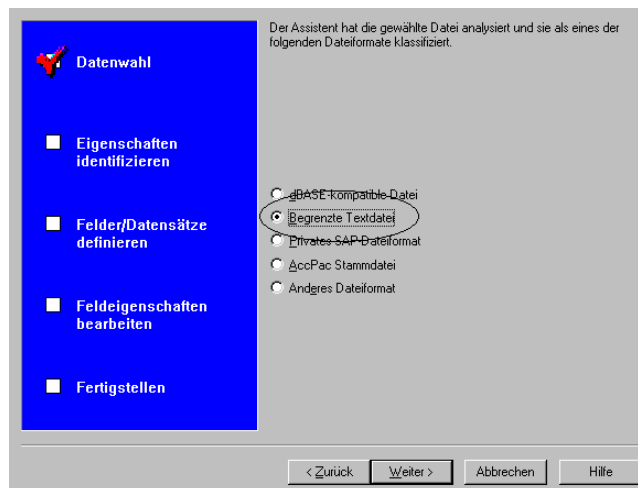 Der Assistent hat die gewählte Datei analysiert und sie als eines der
folgenden Dateiformate klassifiziert.
Datenwahl
Eigenschaften
identifizieren
Felder/Datensätze
definieren
Feldeigenschaften
bearbeiten
Fertigstellen
dBASE-kompatible Datei
Begrenzte Textdatei
Privates SAP-Dateiformat
AccPac Stammdatei
Anderes Dateiformat
< Zurück
Weiter >
Abbrechen
Hilfe